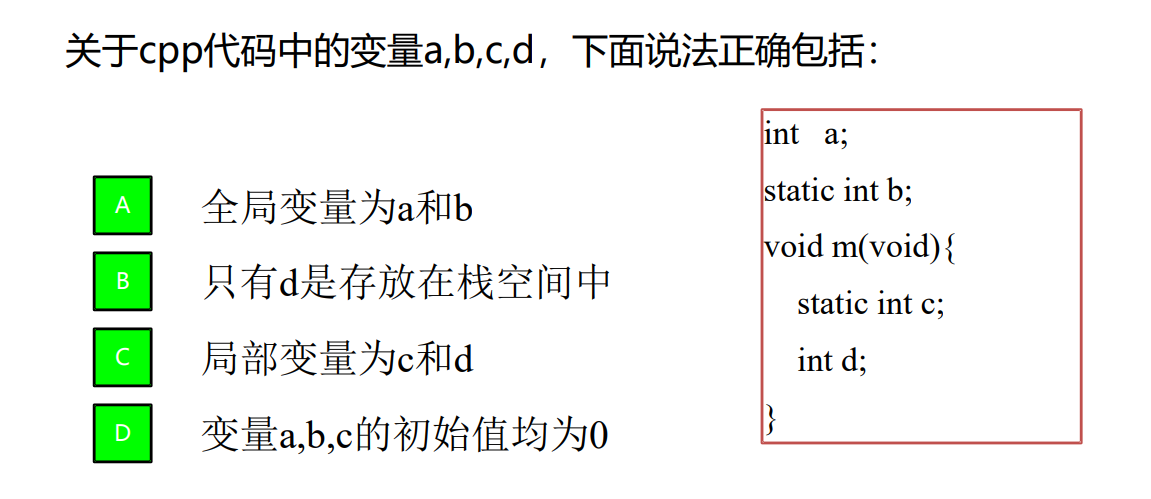 关于cpp代码中的变量a,b,c,d，下面说法正确包括：
A 全局变量为a和b
B 只有d是存放在栈空间中
C 局部变量为c和d
D 变量a,b,c的初始值均为0
int a;
static int b;
void m(void){
static int c;
int d;
}